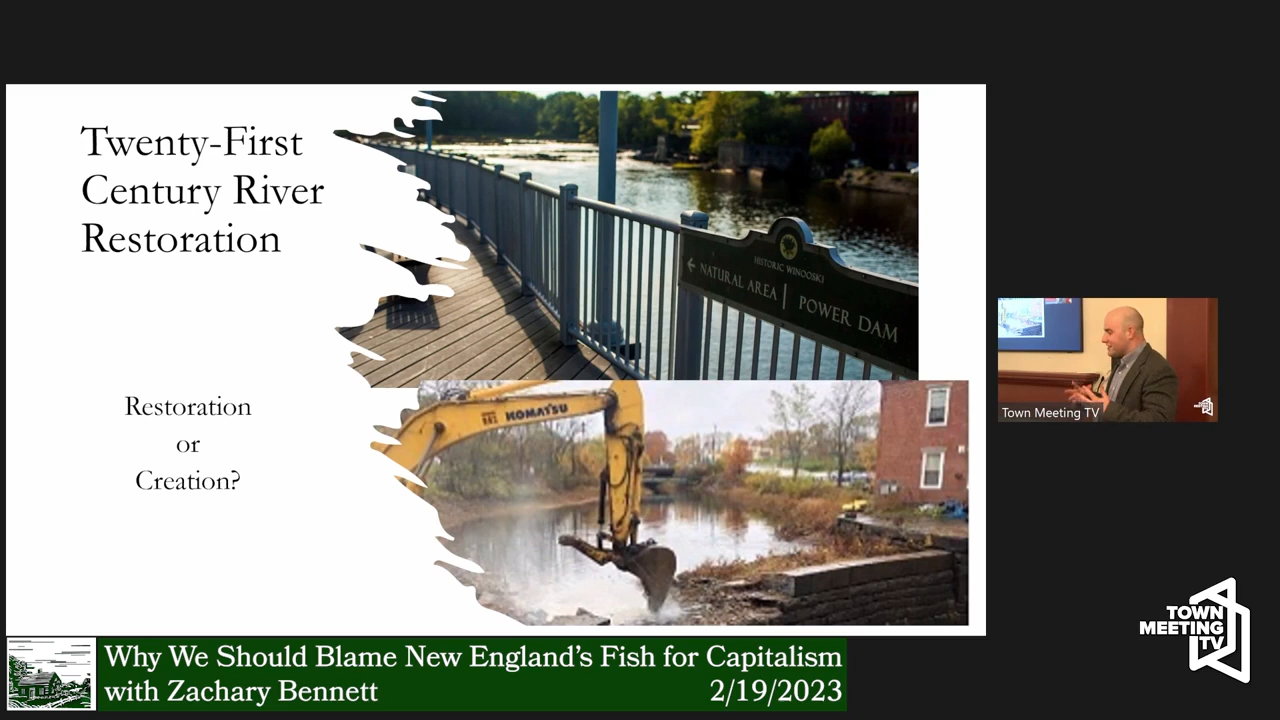 Twenty-First
Century River
Restoration
Restoration
or
Creation?
HISTORIC WINOOSKI
← NATURAL AREA | POWER DAM
KOMATSU
Town Meeting TV
TOWN
MEETING
TV
Why We Should Blame New England's Fish for Capitalism
with Zachary Bennett 2/19/2023